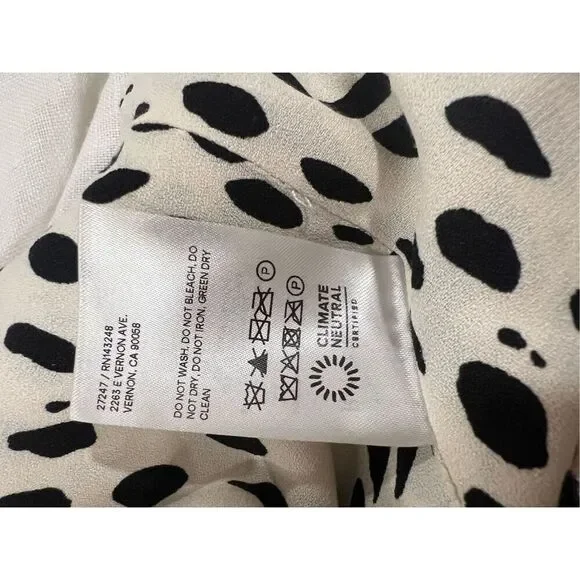 27247 / RN143248
2263 E VERNON AVE.
VERNON, CA 90058
DO NOT WASH, DO NOT BLEACH, DO
NOT DRY, DO NOT IRON, GREEN DRY
CLEAN
P
P
CLIMATE
NEUTRAL
CERTIFIED